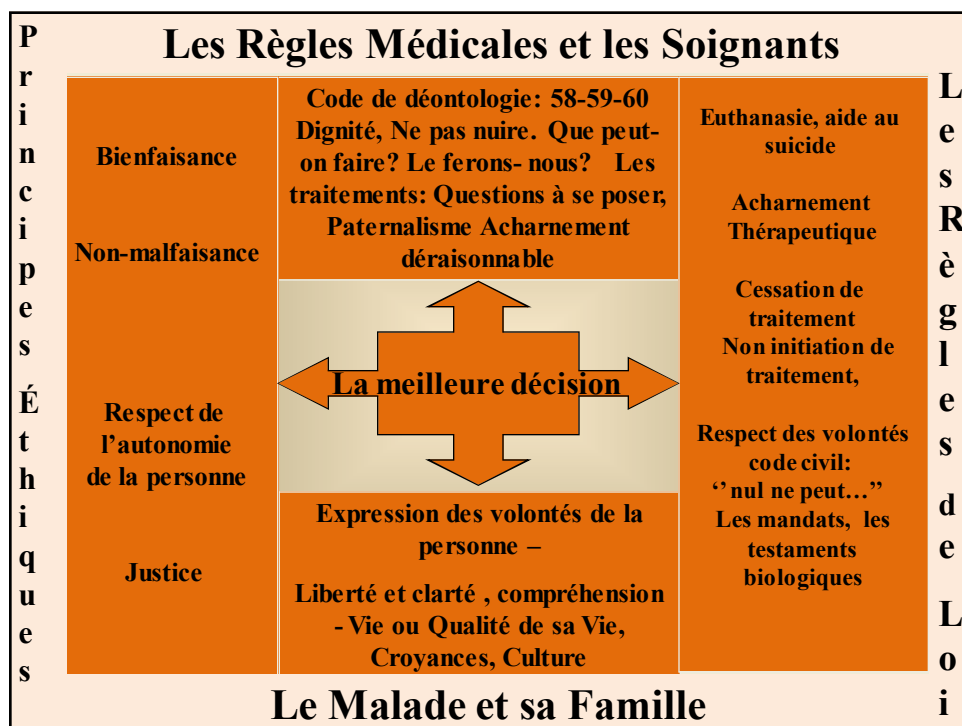 Les Règles Médicales et les Soignants
Principes Éthiques
Bienfaisance
Non-malfaisance
Respect de
l’autonomie
de la personne
Justice
Code de déontologie: 58-59-60
Dignité, Ne pas nuire. Que peut-
on faire? Le ferons- nous? Les
traitements: Questions à se poser,
Paternalisme Acharnement
déraisonnable
La meilleure décision
Expression des volontés de la
personne –
Liberté et clarté , compréhension
- Vie ou Qualité de sa Vie,
Croyances, Culture
Euthanasie, aide au
suicide
Acharnement
Thérapeutique
Cessation de
traitement
Non initiation de
traitement,
Respect des volontés
code civil:
‘’ nul ne peut…’’
Les mandats, les
testaments
biologiques
Les Règles de Loi
Le Malade et sa Famille